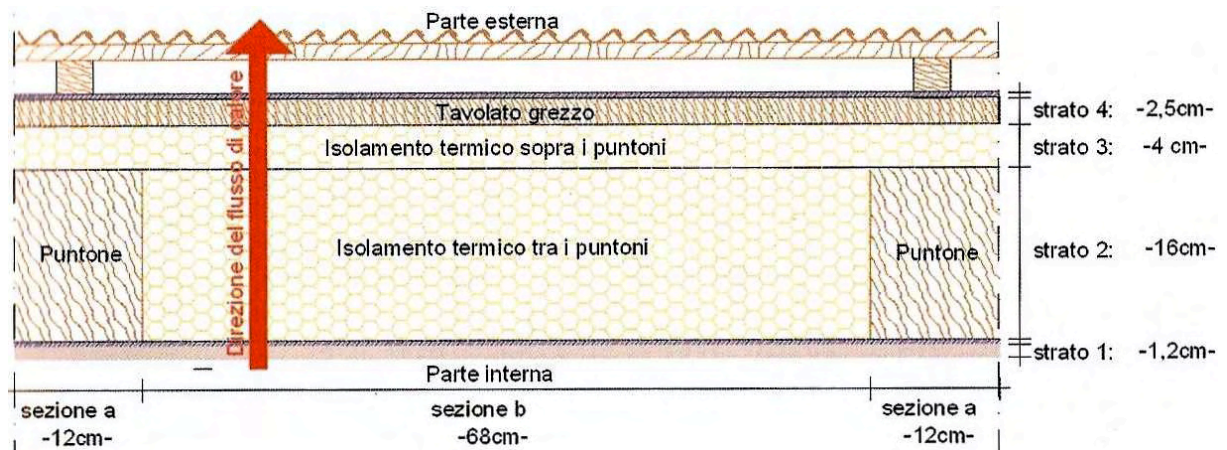 Parte esterna
Direzione del flusso di calore
Tavolato grezzo
strato 4: -2,5cm-
Isolamento termico sopra i puntoni
strato 3: -4 cm-
Puntone
Isolamento termico tra i puntoni
Puntone
strato 2: -16cm-
strato 1: -1,2cm-
Parte interna
sezione a
-12cm-
sezione b
-68cm-
sezione a
-12cm-